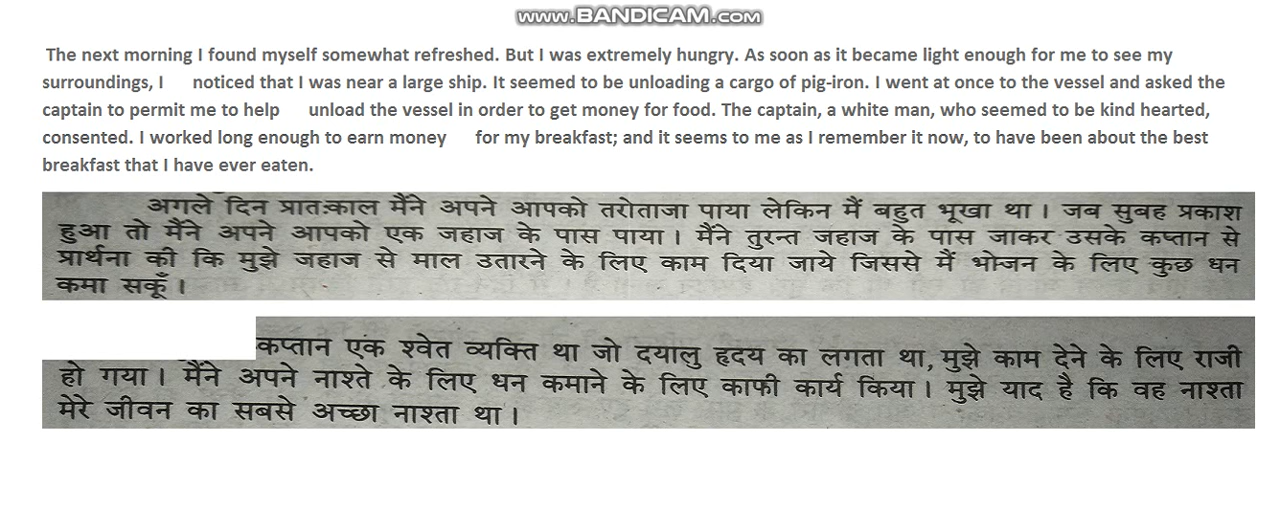 www.BANDICAM.com
The next morning I found myself somewhat refreshed. But I was extremely hungry. As soon as it became light enough for me to see my
surroundings, I noticed that I was near a large ship. It seemed to be unloading a cargo of pig-iron. I went at once to the vessel and asked the
captain to permit me to help unload the vessel in order to get money for food. The captain, a white man, who seemed to be kind hearted,
consented. I worked long enough to earn money for my breakfast; and it seems to me as I remember it now, to have been about the best
breakfast that I have ever eaten.
अगले दिन प्रातःकाल मैंने अपने आपको तरोताजा पाया लेकिन मैं बहुत भूखा था। जब सुबह प्रकाश
हुआ तो मैंने अपने आपको एक जहाज के पास पाया। मैंने तुरन्त जहाज के पास जाकर उसके कप्तान से
प्रार्थना की कि मुझे जहाज से माल उतारने के लिए काम दिया जाये जिससे मैं भोजन के लिए कुछ धन
कमा सकूँ।
कप्तान एक श्वेत व्यक्ति था जो दयालु हृदय का लगता था, मुझे काम देने के लिए राजी
हो गया। मैंने अपने नाश्ते के लिए धन कमाने के लिए काफी कार्य किया। मुझे याद है कि वह नाश्ता
मेरे जीवन का सबसे अच्छा नाश्ता था।